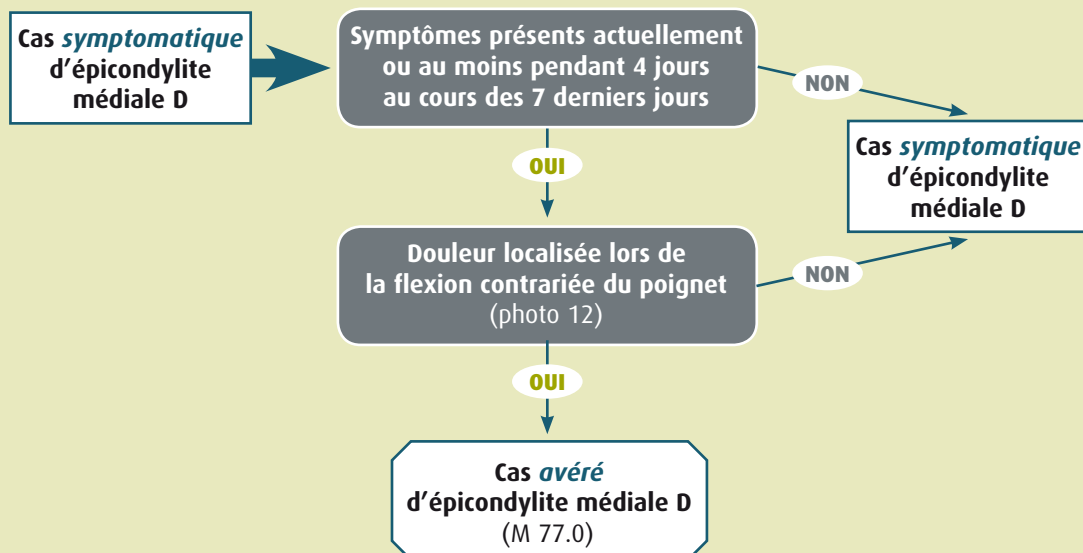 Cas symptomatique
d'épicondylite
médiale D
Symptômes présents actuellement
ou au moins pendant 4 jours
au cours des 7 derniers jours
NON
OUI
Cas symptomatique
d'épicondylite
médiale D
Douleur localisée lors de
la flexion contrariée du poignet
(photo 12)
NON
OUI
Cas avéré
d'épicondylite médiale D
(M 77.0)